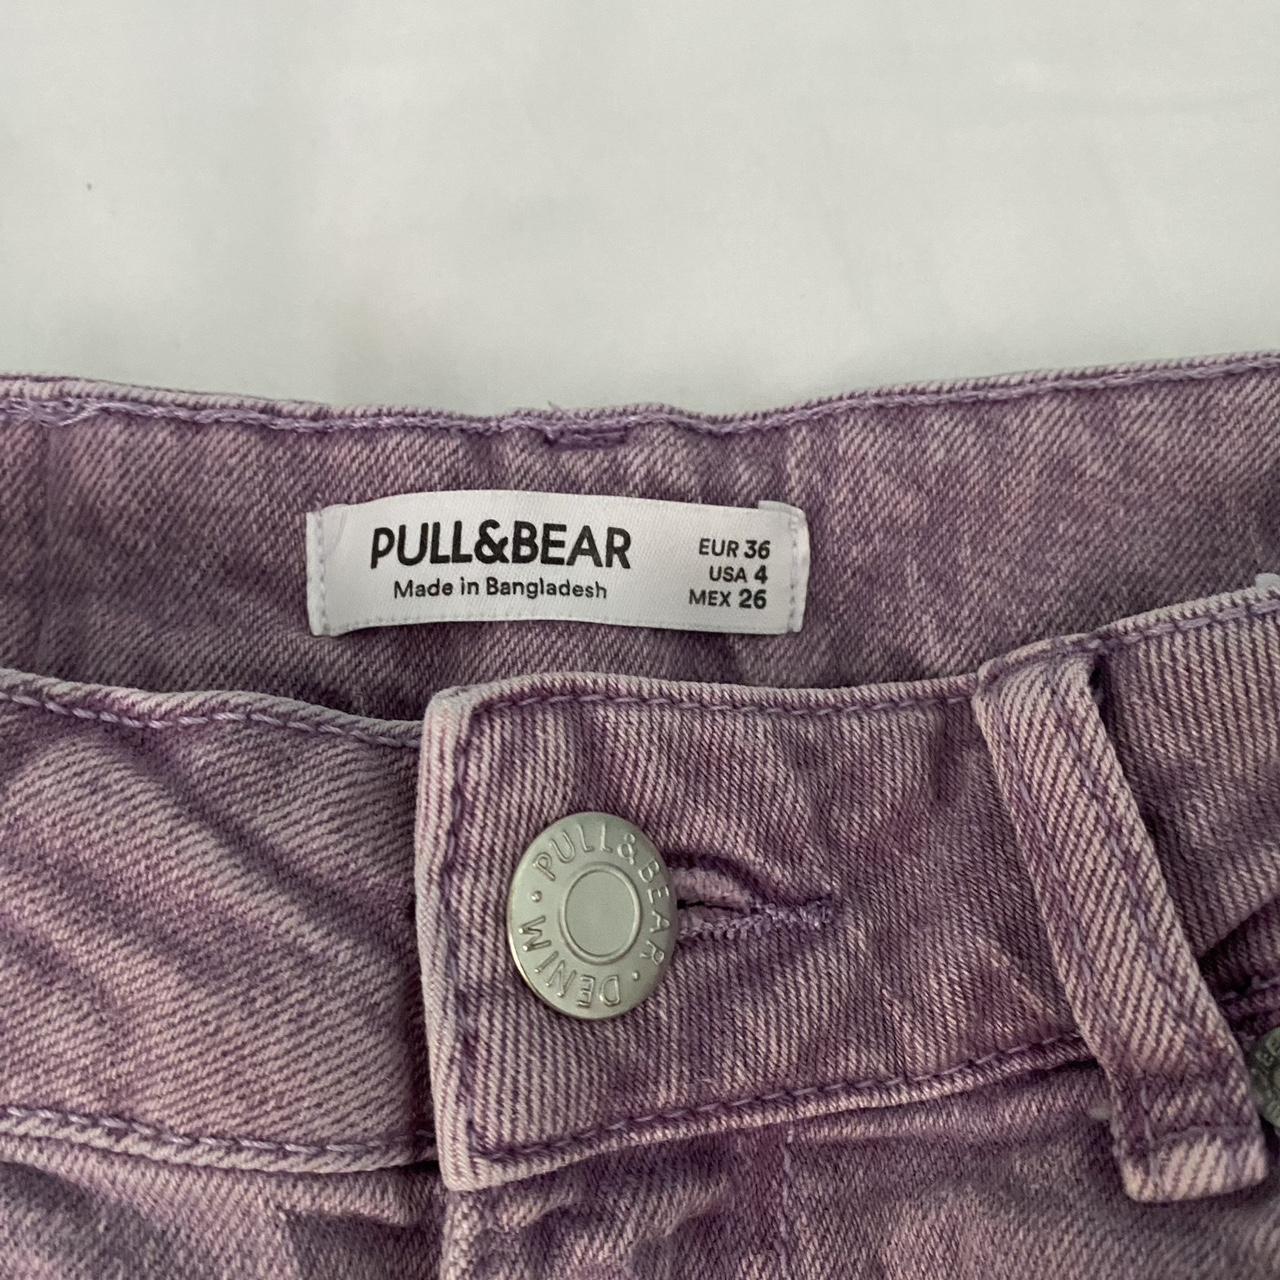 PULL&BEAR
Made in Bangladesh
EUR 36
USA 4
MEX 26
PULL&BEAR · DENIM ·